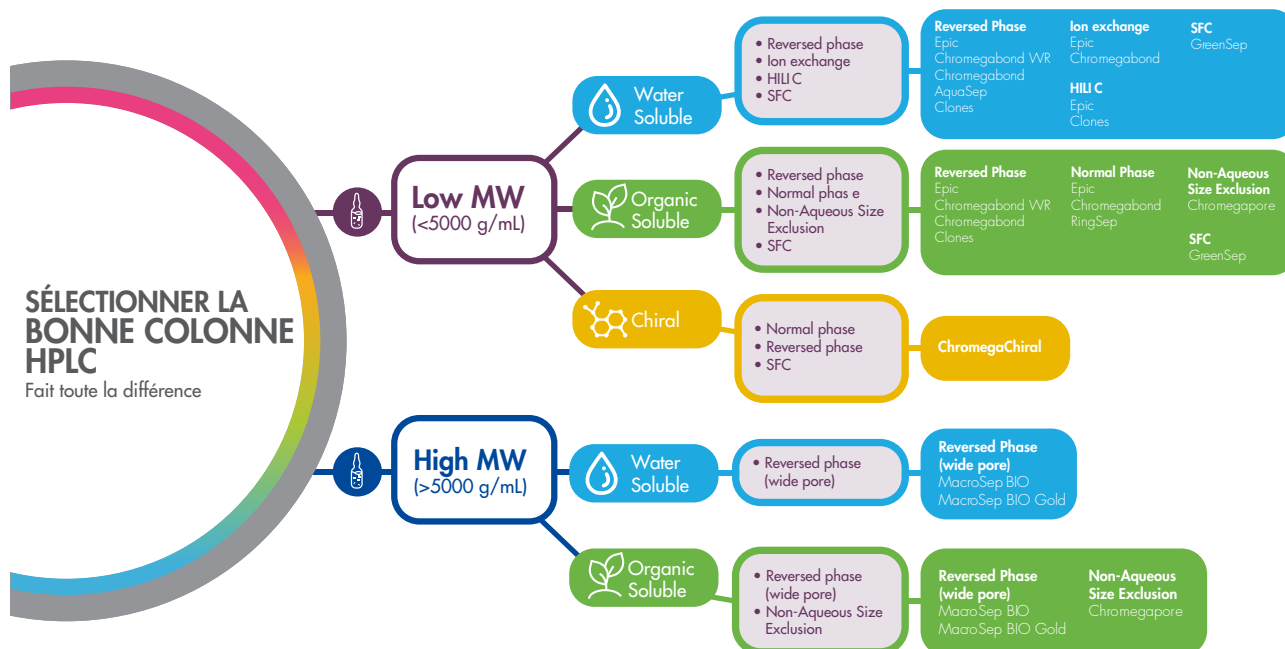 SÉLECTIONNER LA
BONNE COLONNE
HPLC
Fait toute la différence
Low MW
(<5000 g/mL)
Water
Soluble
• Reversed phase
• Ion exchange
• HILI C
• SFC
Reversed Phase
Epic
Chromegabond WR
Chromegabond
AquaSep
Clones
Ion exchange
Epic
Chromegabond
HILI C
Epic
Clones
SFC
GreenSep
Organic
Soluble
• Reversed phase
• Normal phas e
• Non-Aqueous Size
Exclusion
• SFC
Reversed Phase
Epic
Chromegabond WR
Chromegabond
Clones
Normal Phase
Epic
Chromegabond
RingSep
Non-Aqueous
Size Exclusion
Chromegapore
SFC
GreenSep
Chiral
• Normal phase
• Reversed phase
• SFC
ChromegaChiral
High MW
(>5000 g/mL)
Water
Soluble
• Reversed phase
(wide pore)
Reversed Phase
(wide pore)
MacroSep BIO
MacroSep BIO Gold
Organic
Soluble
• Reversed phase
(wide pore)
• Non-Aqueous Size
Exclusion
Reversed Phase
(wide pore)
MacroSep BIO
MacroSep BIO Gold
Non-Aqueous
Size Exclusion
Chromegapore